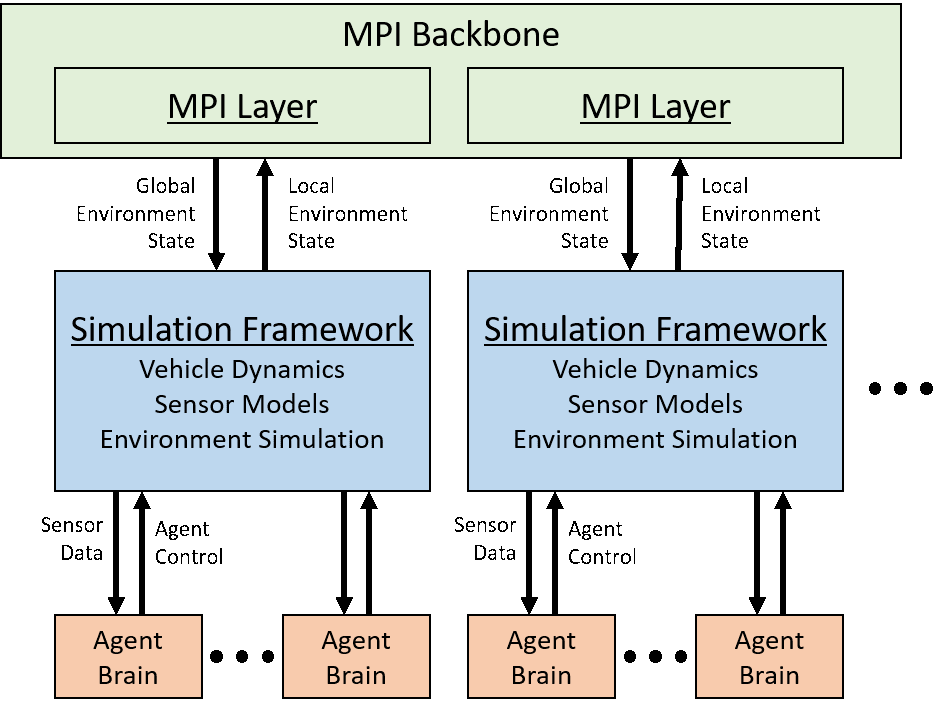 MPI Backbone
MPI Layer
MPI Layer
Global
Environment
State
Local
Environment
State
Global
Environment
State
Local
Environment
State
Simulation Framework
Vehicle Dynamics
Sensor Models
Environment Simulation
Simulation Framework
Vehicle Dynamics
Sensor Models
Environment Simulation
Sensor
Data
Agent
Control
Sensor
Data
Agent
Control
Agent
Brain
Agent
Brain
Agent
Brain
Agent
Brain